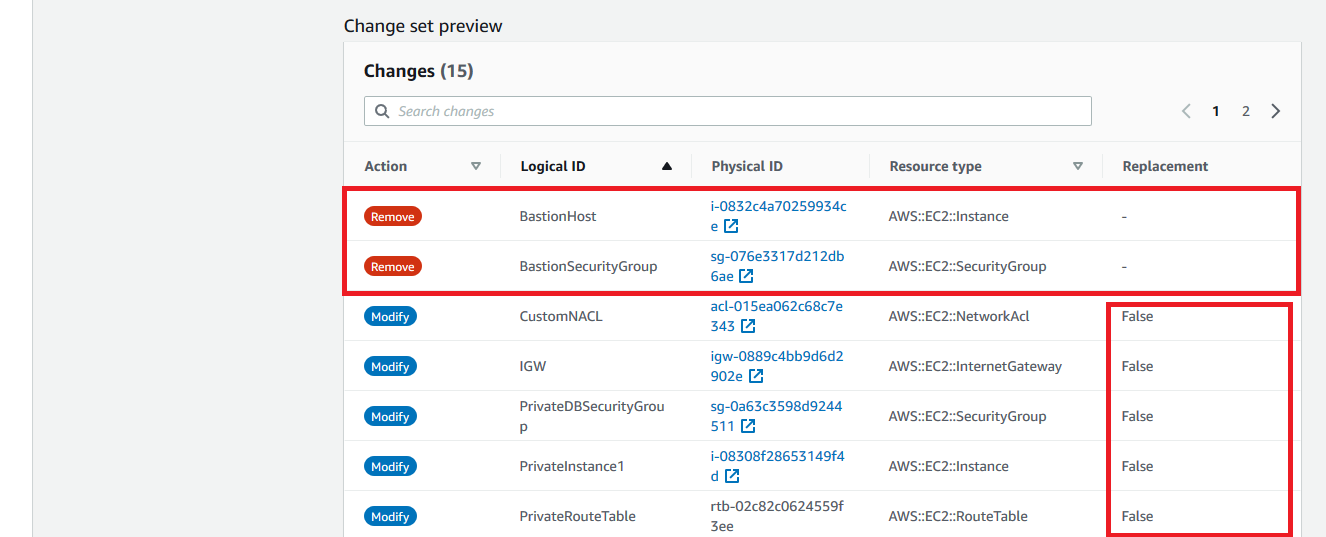 Change set preview
Changes (15)
Search changes
1 2
Action Logical ID Physical ID Resource type Replacement
Remove BastionHost i-0832c4a70259934c AWS::EC2::Instance -
e
Remove BastionSecurityGroup sg-076e3317d212db AWS::EC2::SecurityGroup -
6ae
Modify CustomNACL acl-015ea062c68c7e AWS::EC2::NetworkAcl False
343
Modify IGW igw-0889c4bb9d6d2 AWS::EC2::InternetGateway False
902e
Modify PrivateDBSecurityGrou sg-0a63c3598d9244 AWS::EC2::SecurityGroup False
p 511
Modify PrivateInstance1 i-08308f28653149f4 AWS::EC2::Instance False
d
Modify PrivateRouteTable rtb-02c82c0624559f AWS::EC2::RouteTable False
3ee